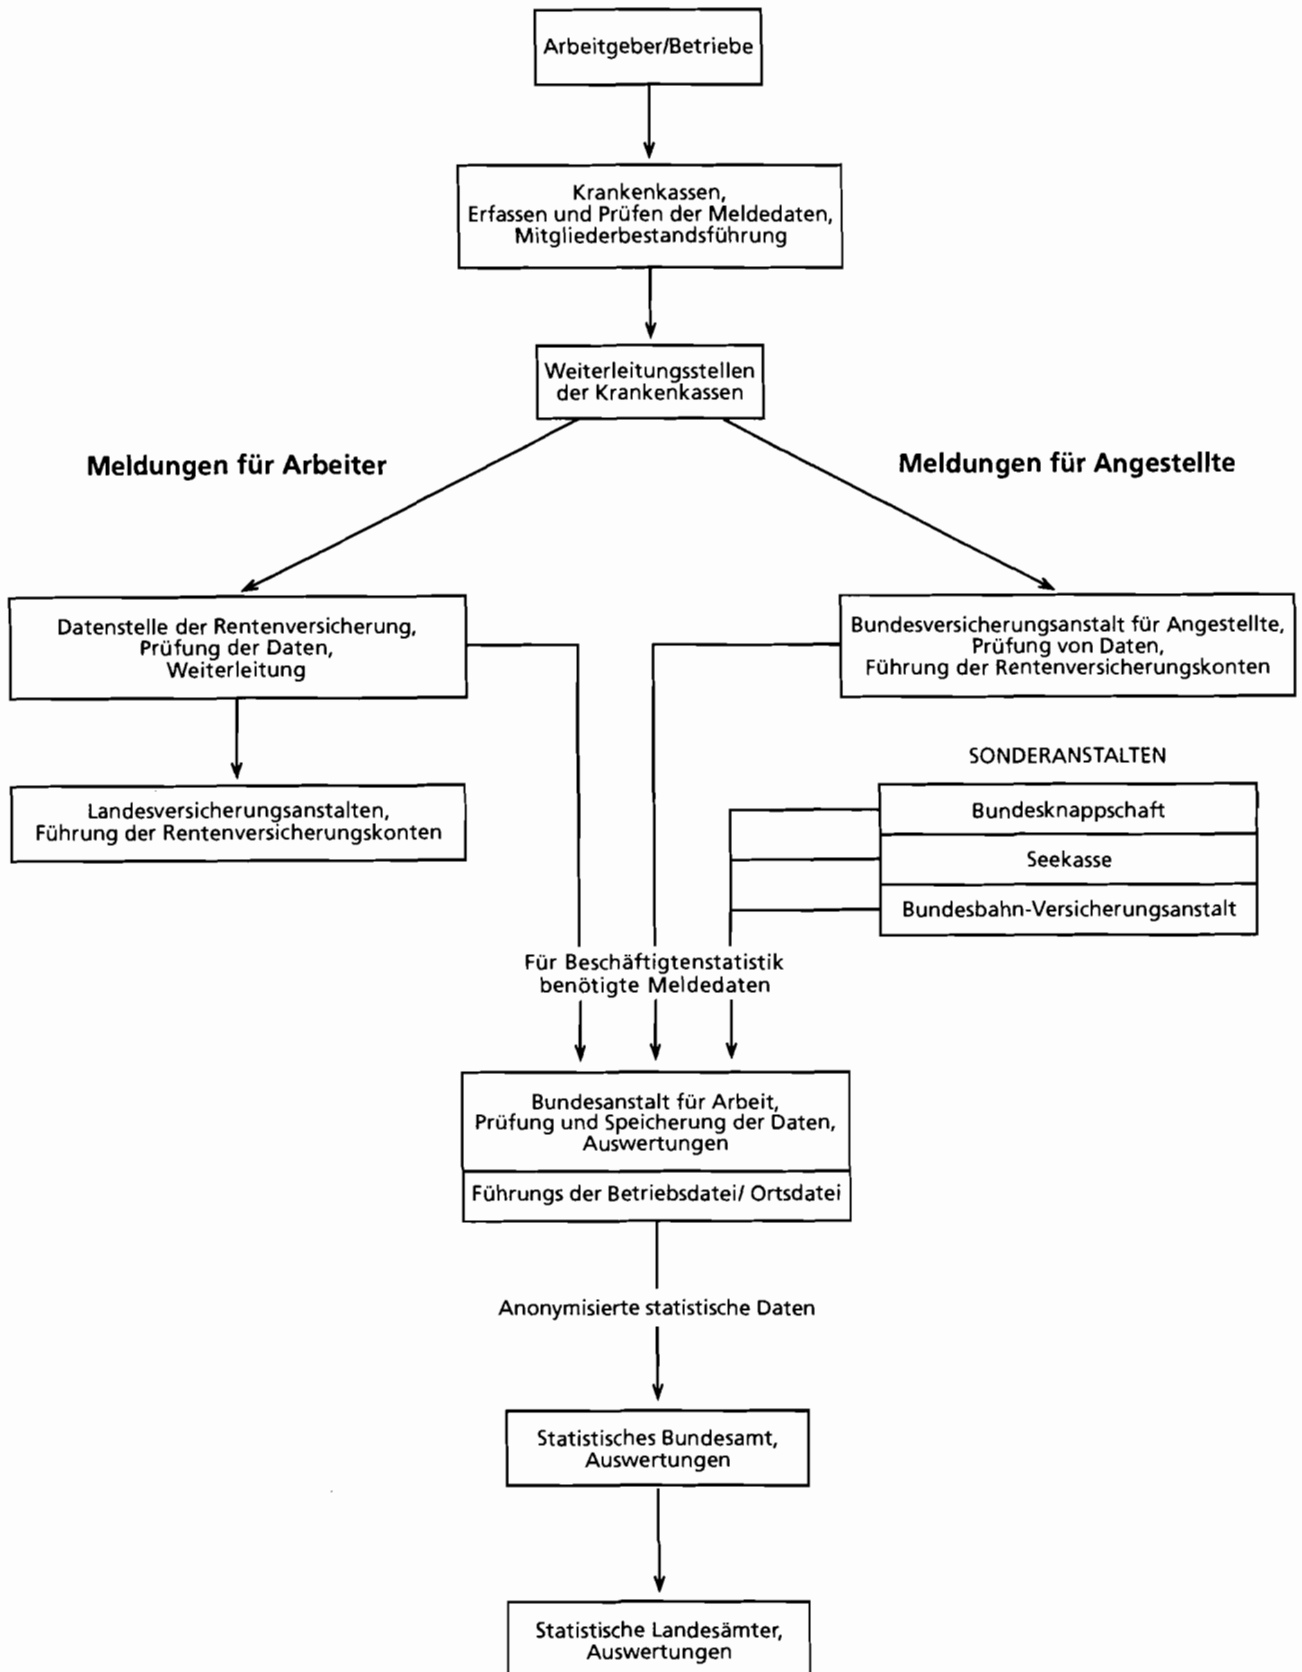 Arbeitgeber/Betriebe
Krankenkassen,
Erfassen und Prüfen der Meldedaten,
Mitgliederbestandsführung
Weiterleitungsstellen
der Krankenkassen
Meldungen für Arbeiter
Meldungen für Angestellte
Datenstelle der Rentenversicherung,
Prüfung der Daten,
Weiterleitung
Bundesversicherungsanstalt für Angestellte,
Prüfung von Daten,
Führung der Rentenversicherungskonten
Landesversicherungsanstalten,
Führung der Rentenversicherungskonten
SONDERANSTALTEN
Bundesknappschaft
Seekasse
Bundesbahn-Versicherungsanstalt
Für Beschäftigtenstatistik
benötigte Meldedaten
Bundesanstalt für Arbeit,
Prüfung und Speicherung der Daten,
Auswertungen
Führungs der Betriebsdatei/ Ortsdatei
Anonymisierte statistische Daten
Statistisches Bundesamt,
Auswertungen
Statistische Landesämter,
Auswertungen